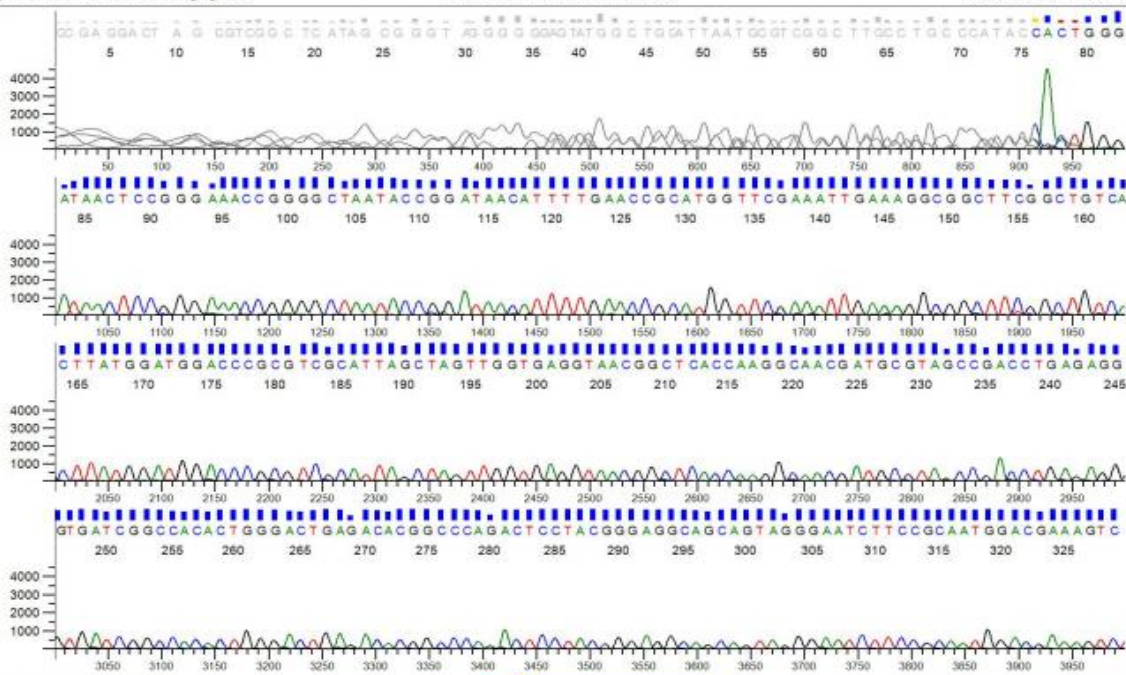 GC GAGGACT A G CGTCGGC TCATAG CGGGT AGGGGG GGAGTATGGCTGGATTAATGCGTCGGC TTGCCTGCCCATACCACTGGG
5 10 15 20 25 30 35 40 45 50 55 60 65 70 75 80
4000
3000
2000
1000
50 100 150 200 250 300 350 400 450 500 550 600 650 700 750 800 850 900 950
ATAACTCCGGGAAACCGGGGCTAATACCGGATAACATTTTGAACCGCATGGTTCGAAATTGAAAGGCGGCTTCGGCTGTCA
85 90 95 100 105 110 115 120 125 130 135 140 145 150 155 160
4000
3000
2000
1000
1050 1100 1150 1200 1250 1300 1350 1400 1450 1500 1550 1600 1650 1700 1750 1800 1850 1900 1950
CTTATGGATGGACCCGCGTCGCATTAGCTAGTTGGTGAGGTAACGGCTCACCAAGGCAACGATGCGTAGCCGACCTGAGAGG
165 170 175 180 185 190 195 200 205 210 215 220 225 230 235 240 245
4000
3000
2000
1000
2050 2100 2150 2200 2250 2300 2350 2400 2450 2500 2550 2600 2650 2700 2750 2800 2850 2900 2950
GTGATCGGCCACACTGGGACTGAGACACGGCCCAGACTCCTACGGGAGGCAGCAGTAGGGAATCTTCCGCAATGGACGAAAGTC
250 255 260 265 270 275 280 285 290 295 300 305 310 315 320 325
4000
3000
2000
1000
3050 3100 3150 3200 3250 3300 3350 3400 3450 3500 3550 3600 3650 3700 3750 3800 3850 3900 3950